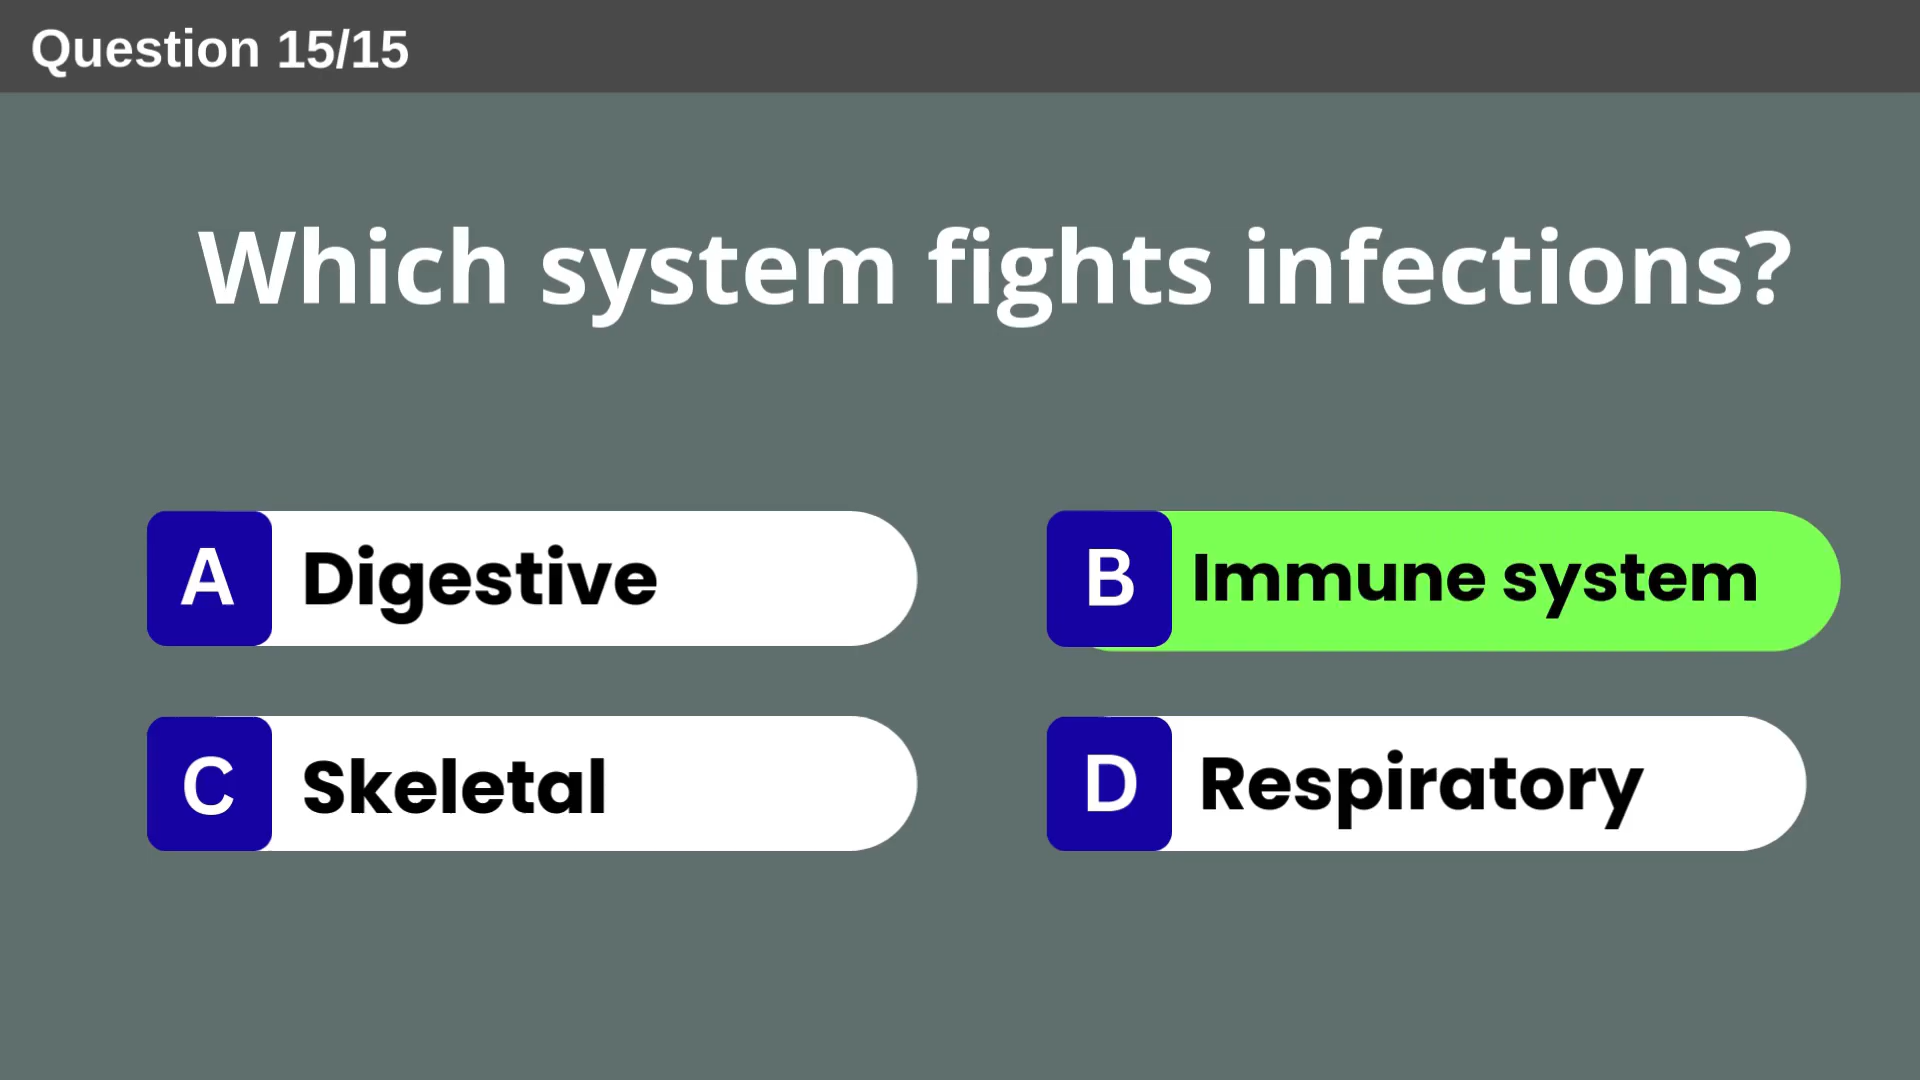 Question 15/15
Which system fights infections?
A Digestive
B Immune system
C Skeletal
D Respiratory